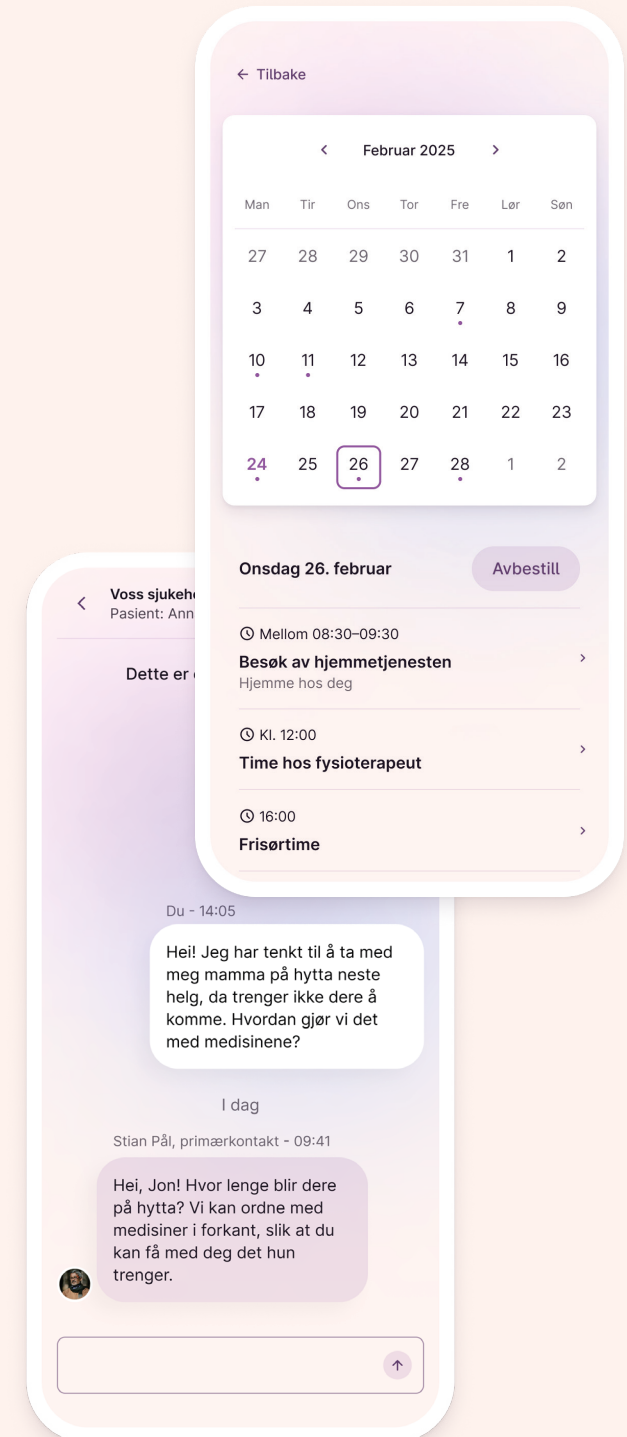 Tilbake
Februar 2025
Man Tir Ons Tor Fre Lør Søn
27 28 29 30 31 1 2
3 4 5 6 7 8 9
10 11 12 13 14 15 16
17 18 19 20 21 22 23
24 25 26 27 28 1 2
Onsdag 26. februar
Avbestill
Mellom 08:30–09:30
Besøk av hjemmetjenesten
Hjemme hos deg
Kl. 12:00
Time hos fysioterapeut
16:00
Frisørtime
Voss
Pasient: Ann
Dette er
Du - 14:05
Hei! Jeg har tenkt til å ta med
meg mamma på hytta neste
helg, da trenger ikke dere å
komme. Hvordan gjør vi det
med medisinene?
I dag
Stian Pål, primærkontakt - 09:41
Hei, Jon! Hvor lenge blir dere
på hytta? Vi kan ordne med
medisiner i forkant, slik at du
kan få med deg det hun
trenger.